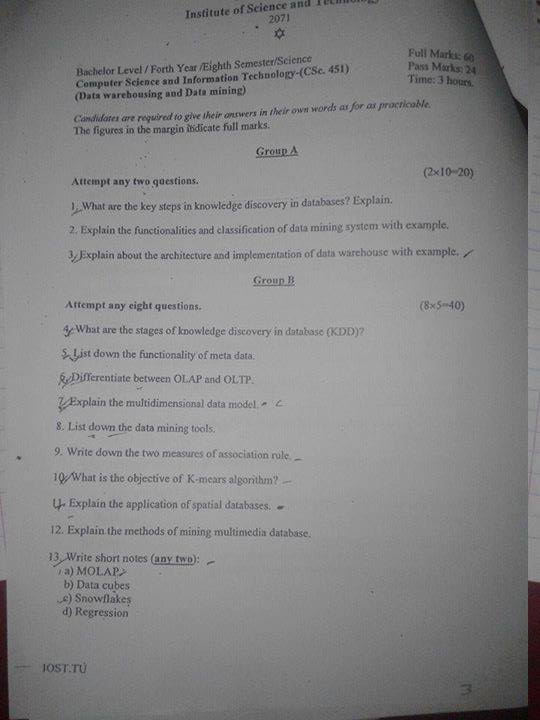 Institute of Science and
2071
Bachelor Level / Forth Year /Eighth Semester/Science
Full Marks: 60
Computer Science and Information Technology-(CSc. 451)
Pass Marks: 24
(Data warehousing and Data mining)
Time: 3 hours.
Candidates are required to give their answers in their own words as for as practicable.
The figures in the margin indicate full marks.
Group A
Attempt any two questions.
(2×10=20)
1. What are the key steps in knowledge discovery in databases? Explain.
2. Explain the functionalities and classification of data mining system with example.
3. Explain about the architecture and implementation of data warehouse with example.
Group B
Attempt any eight questions.
(8×5=40)
4. What are the stages of knowledge discovery in database (KDD)?
5. List down the functionality of meta data.
6. Differentiate between OLAP and OLTP.
7. Explain the multidimensional data model.
8. List down the data mining tools.
9. Write down the two measures of association rule.
10. What is the objective of K-mears algorithm?
11. Explain the application of spatial databases.
12. Explain the methods of mining multimedia database.
13. Write short notes (any two):
a) MOLAP
b) Data cubes
c) Snowflakes
d) Regression
IOST.TU
3